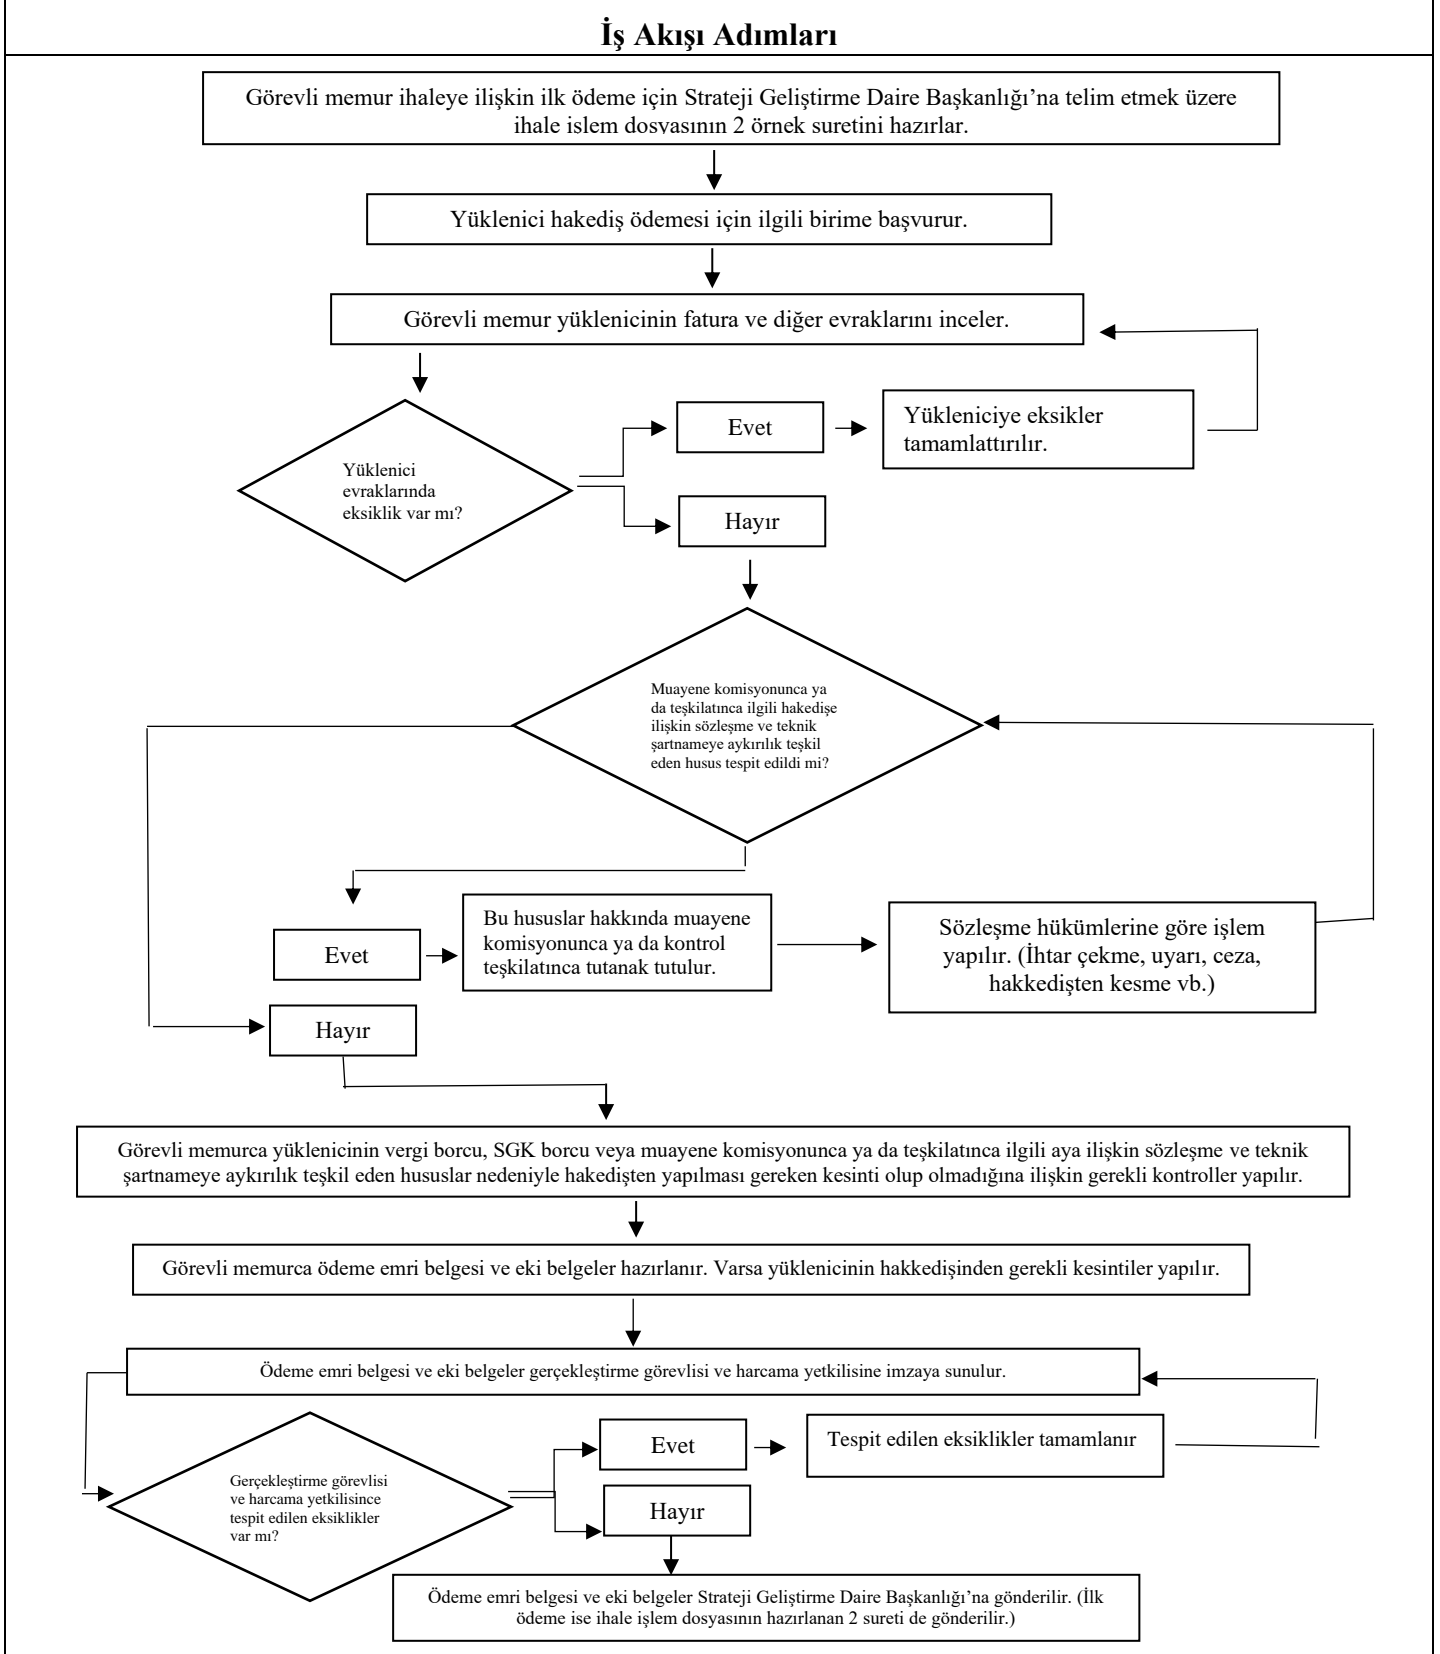 İş Akışı Adımları
Görevli memur ihaleye ilişkin ilk ödeme için Strateji Geliştirme Daire Başkanlığı’na telim etmek üzere
ihale işlem dosyasının 2 örnek suretini hazırlar.
Yüklenici hakediş ödemesi için ilgili birime başvurur.
Görevli memur yüklenicinin fatura ve diğer evraklarını inceler.
Yüklenici
evraklarında
eksiklik var mı?
Evet
Yükleniciye eksikler
tamamlattırılır.
Hayır
Muayene komisyonunca ya
da teşkilatınca ilgili hakedişe
ilişkin sözleşme ve teknik
şartnameye aykırılık teşkil
eden husus tespit edildi mi?
Evet
Bu hususlar hakkında muayene
komisyonunca ya da kontrol
teşkilatınca tutanak tutulur.
Sözleşme hükümlerine göre işlem
yapılır. (İhtar çekme, uyarı, ceza,
hakkedişten kesme vb.)
Hayır
Görevli memurca yüklenicinin vergi borcu, SGK borcu veya muayene komisyonunca ya da teşkilatınca ilgili aya ilişkin sözleşme ve teknik
şartnameye aykırılık teşkil eden hususlar nedeniyle hakedişten yapılması gereken kesinti olup olmadığına ilişkin gerekli kontroller yapılır.
Görevli memurca ödeme emri belgesi ve eki belgeler hazırlanır. Varsa yüklenicinin hakkedişinden gerekli kesintiler yapılır.
Ödeme emri belgesi ve eki belgeler gerçekleştirme görevlisi ve harcama yetkilisine imzaya sunulur.
Gerçekleştirme görevlisi
ve harcama yetkilisince
tespit edilen eksiklikler
var mı?
Evet
Tespit edilen eksiklikler tamamlanır
Hayır
Ödeme emri belgesi ve eki belgeler Strateji Geliştirme Daire Başkanlığı’na gönderilir. (İlk
ödeme ise ihale işlem dosyasının hazırlanan 2 sureti de gönderilir.)